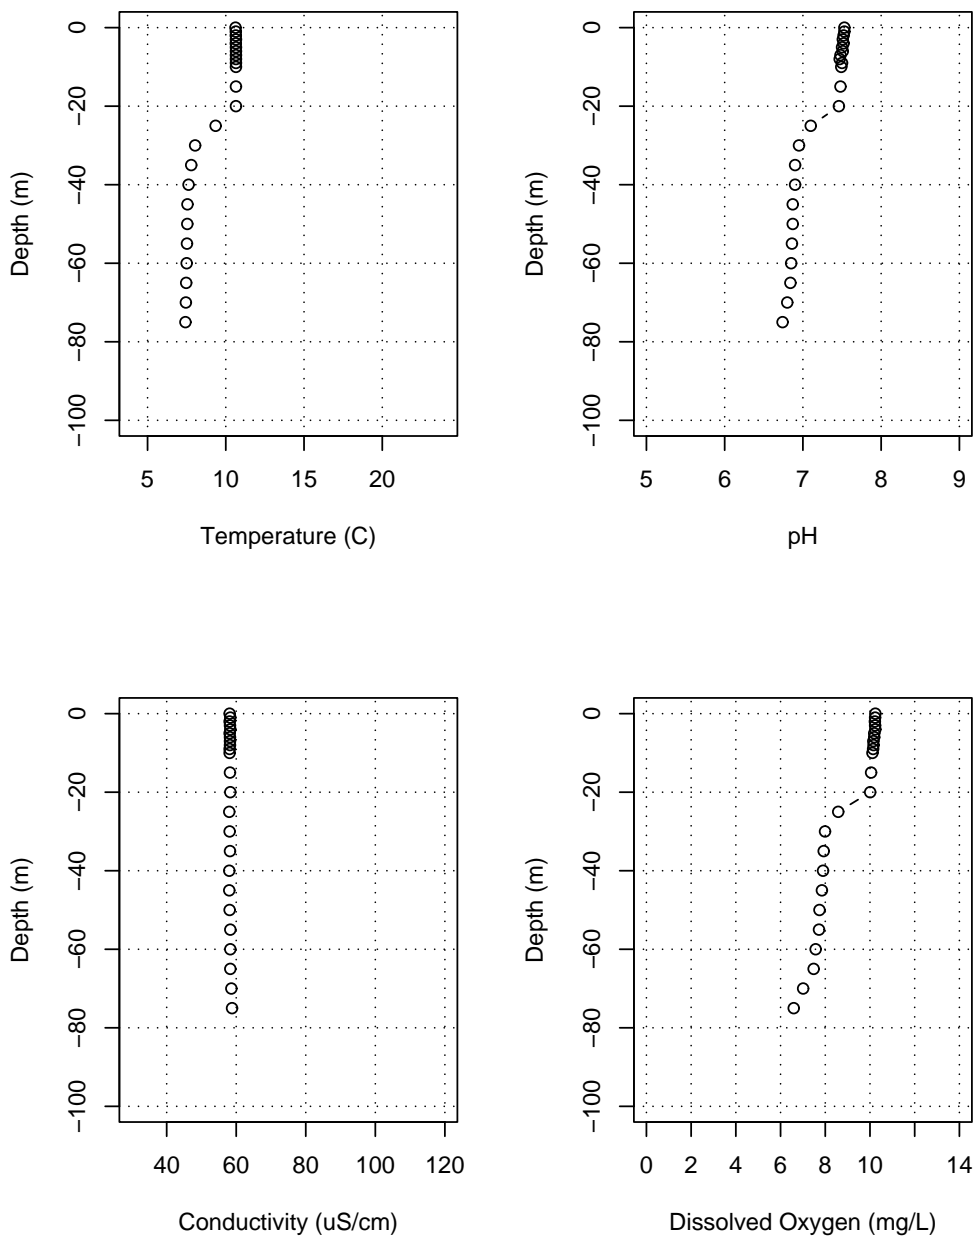 0
−20
−40
−60
−80
−100
Depth (m)
5 10 15 20
Temperature (C)
0
−20
−40
−60
−80
−100
Depth (m)
5 6 7 8 9
pH
0
−20
−40
−60
−80
−100
Depth (m)
40 60 80 100 120
Conductivity (uS/cm)
0
−20
−40
−60
−80
−100
Depth (m)
0 2 4 6 8 10 14
Dissolved Oxygen (mg/L)